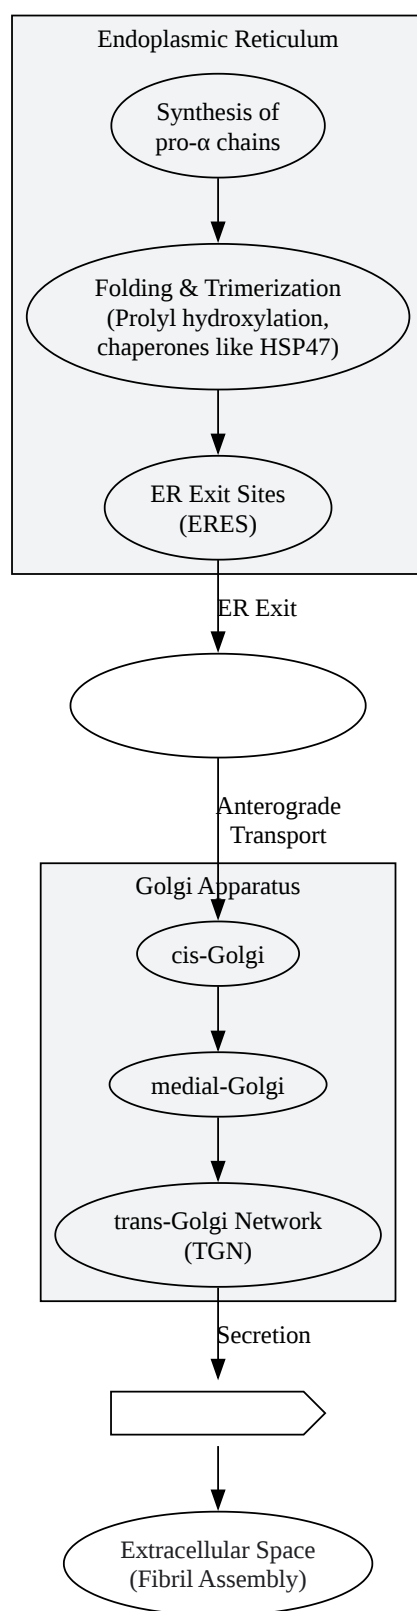 Endoplasmic Reticulum
Synthesis of
pro-α chains
Folding & Trimerization
(Prolyl hydroxylation,
chaperones like HSP47)
ER Exit Sites
(ERES)
ER Exit
Anterograde
Transport
Golgi Apparatus
cis-Golgi
medial-Golgi
trans-Golgi Network
(TGN)
Secretion
Extracellular Space
(Fibril Assembly)